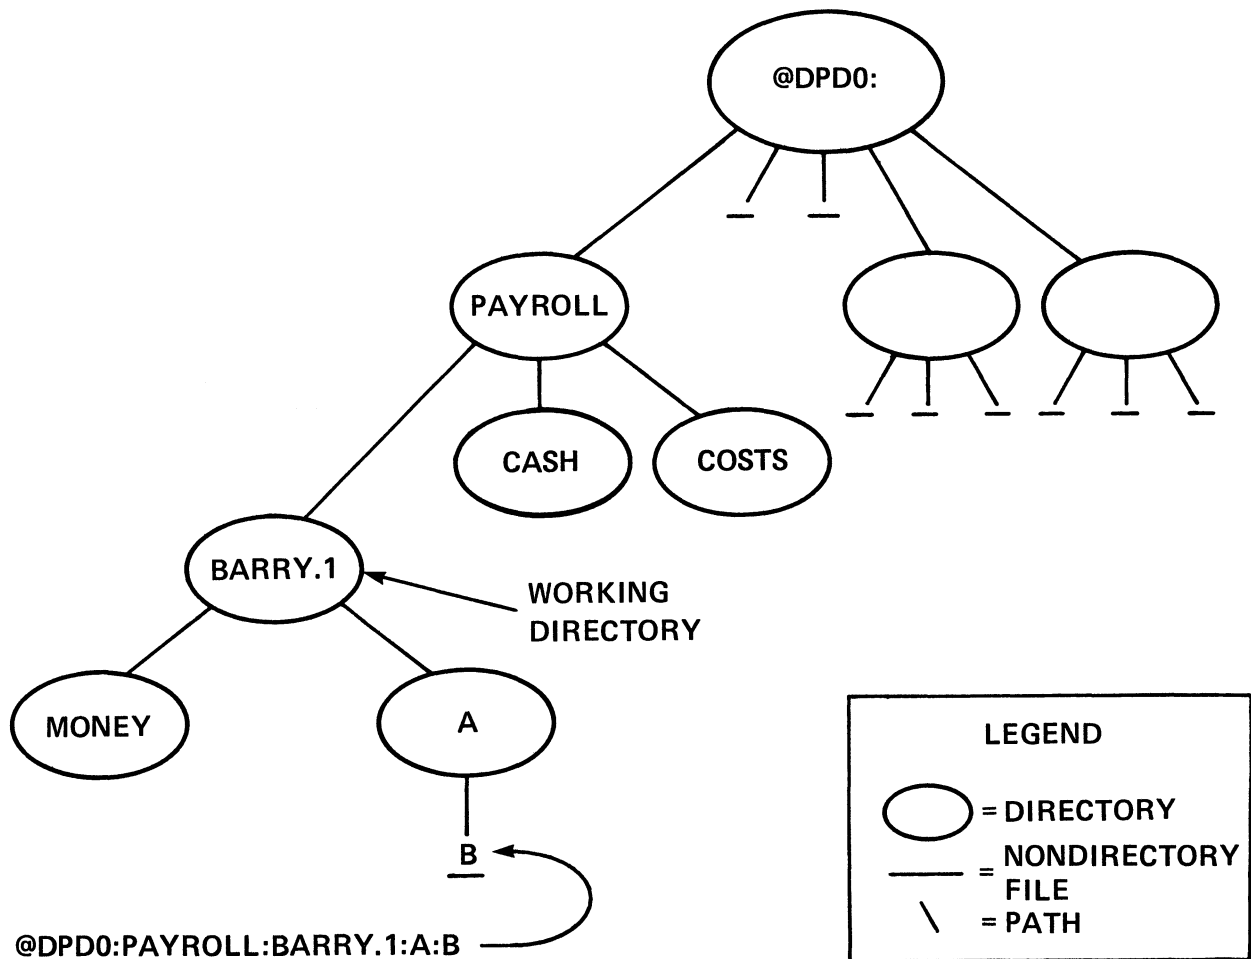 @DPD0:
PAYROLL
CASH
COSTS
BARRY.1
WORKING
DIRECTORY
MONEY
A
B
@DPD0:PAYROLL:BARRY.1:A:B
LEGEND
= DIRECTORY
= NONDIRECTORY
FILE
= PATH